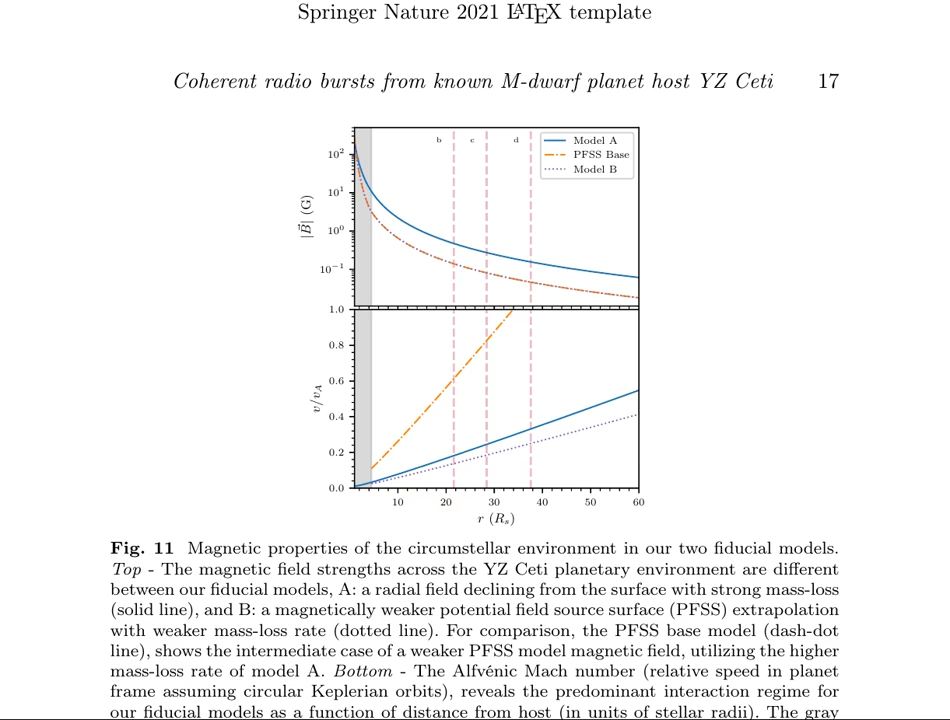 Springer Nature 2021 LATEX template
Coherent radio bursts from known M-dwarf planet host YZ Ceti 17
b c d
Model A
PFSS Base
Model B
10²
10¹
10⁰
10⁻¹
|B⃗| (G)
1.0
0.8
0.6
0.4
0.2
0.0
v/v_A
10 20 30 40 50 60
r (R_s)
Fig. 11 Magnetic properties of the circumstellar environment in our two fiducial models.
Top - The magnetic field strengths across the YZ Ceti planetary environment are different
between our fiducial models, A: a radial field declining from the surface with strong mass-loss
(solid line), and B: a magnetically weaker potential field source surface (PFSS) extrapolation
with weaker mass-loss rate (dotted line). For comparison, the PFSS base model (dash-dot
line), shows the intermediate case of a weaker PFSS model magnetic field, utilizing the higher
mass-loss rate of model A. Bottom - The Alfvénic Mach number (relative speed in planet
frame assuming circular Keplerian orbits), reveals the predominant interaction regime for
our fiducial models as a function of distance from host (in units of stellar radii). The gray